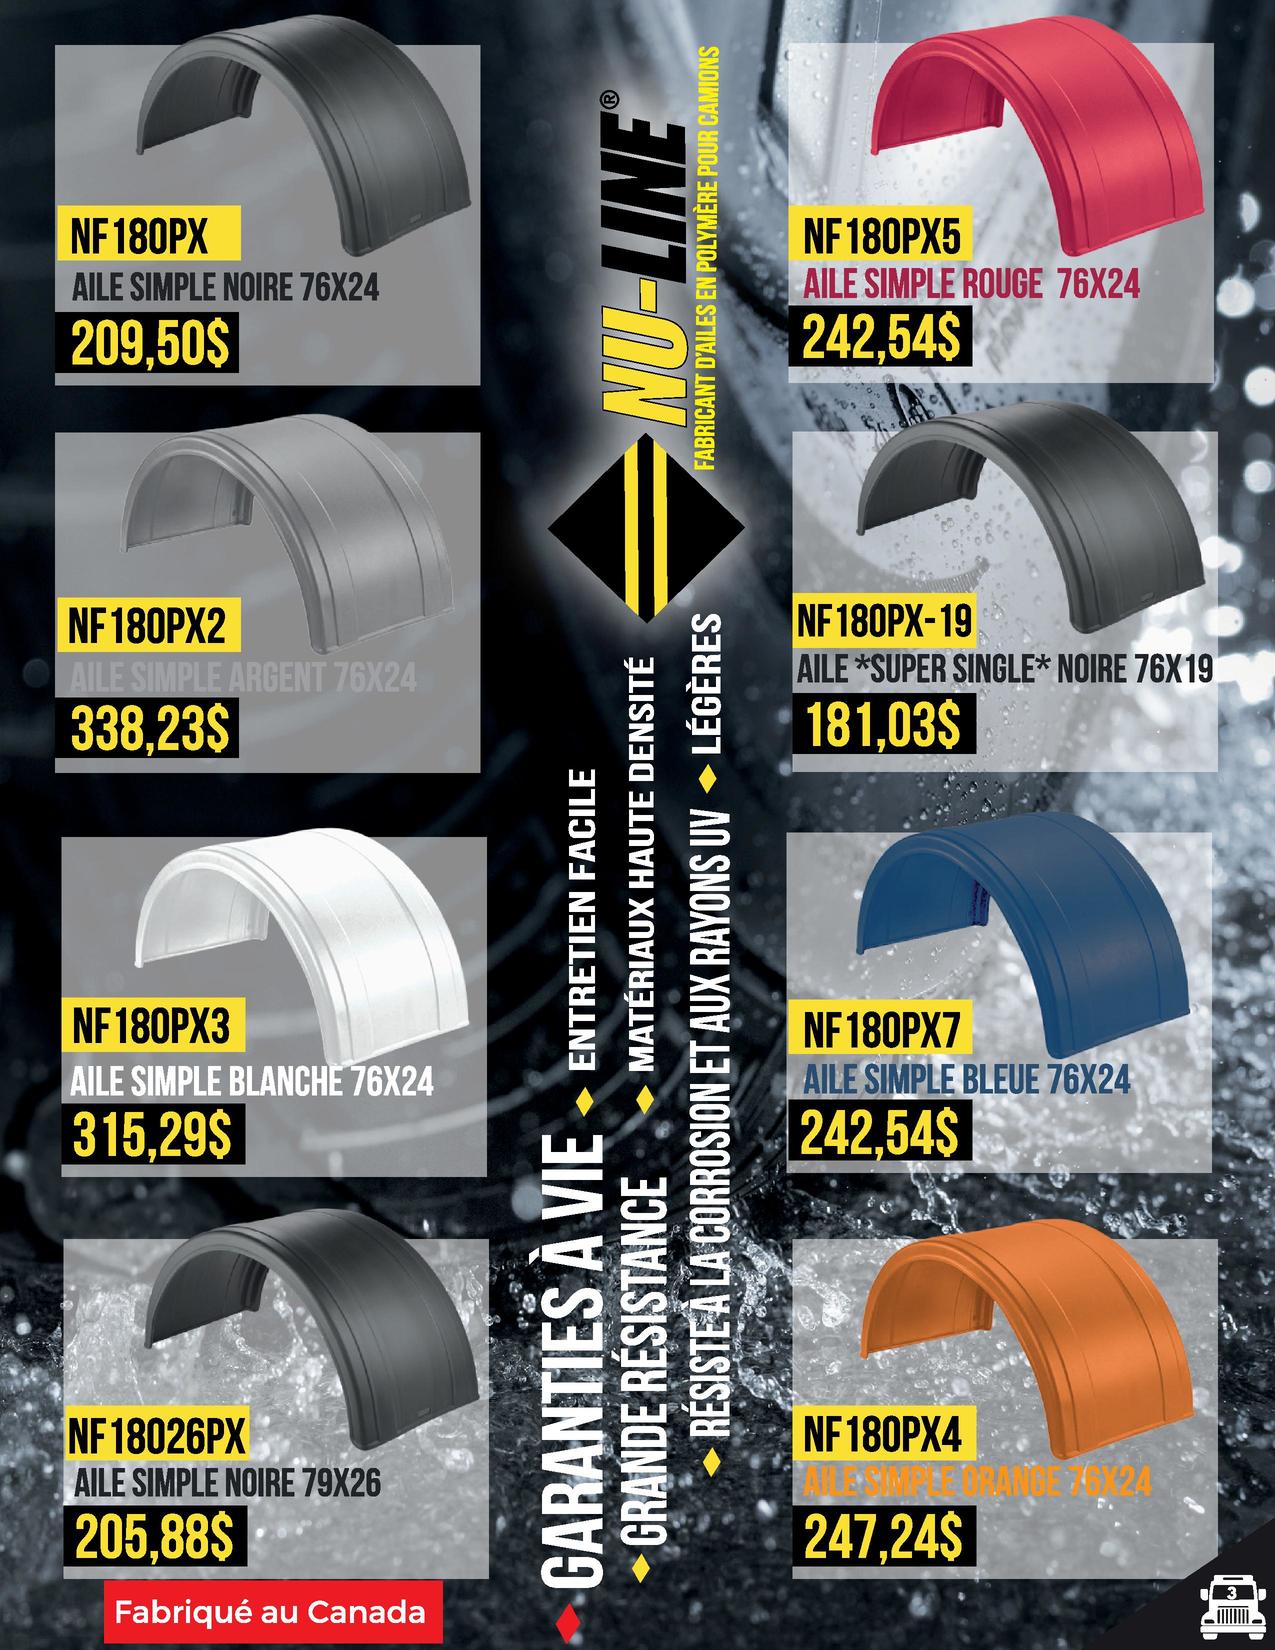 NF180PX
AILE SIMPLE NOIRE 76X24
209,50$
NF180PX2
AILE SIMPLE ARGENT 76X24
338,23$
NF180PX3
AILE SIMPLE BLANCHE 76X24
315,29$
NF18026PX
AILE SIMPLE NOIRE 79X26
205,88$
Fabriqué au Canada
NU-LINE®
FABRICANT D'AILES EN POLYMÈRE POUR CAMIONS
GARANTIES À VIE ENTRETIEN FACILE
GRANDE RÉSISTANCE MATÉRIAUX HAUTE DENSITÉ
RÉSISTE À LA CORROSION ET AUX RAYONS UV LÉGÈRES
NF180PX5
AILE SIMPLE ROUGE 76X24
242,54$
NF180PX-19
AILE *SUPER SINGLE* NOIRE 76X19
181,03$
NF180PX7
AILE SIMPLE BLEUE 76X24
242,54$
NF180PX4
AILE SIMPLE ORANGE 76X24
247,24$
3